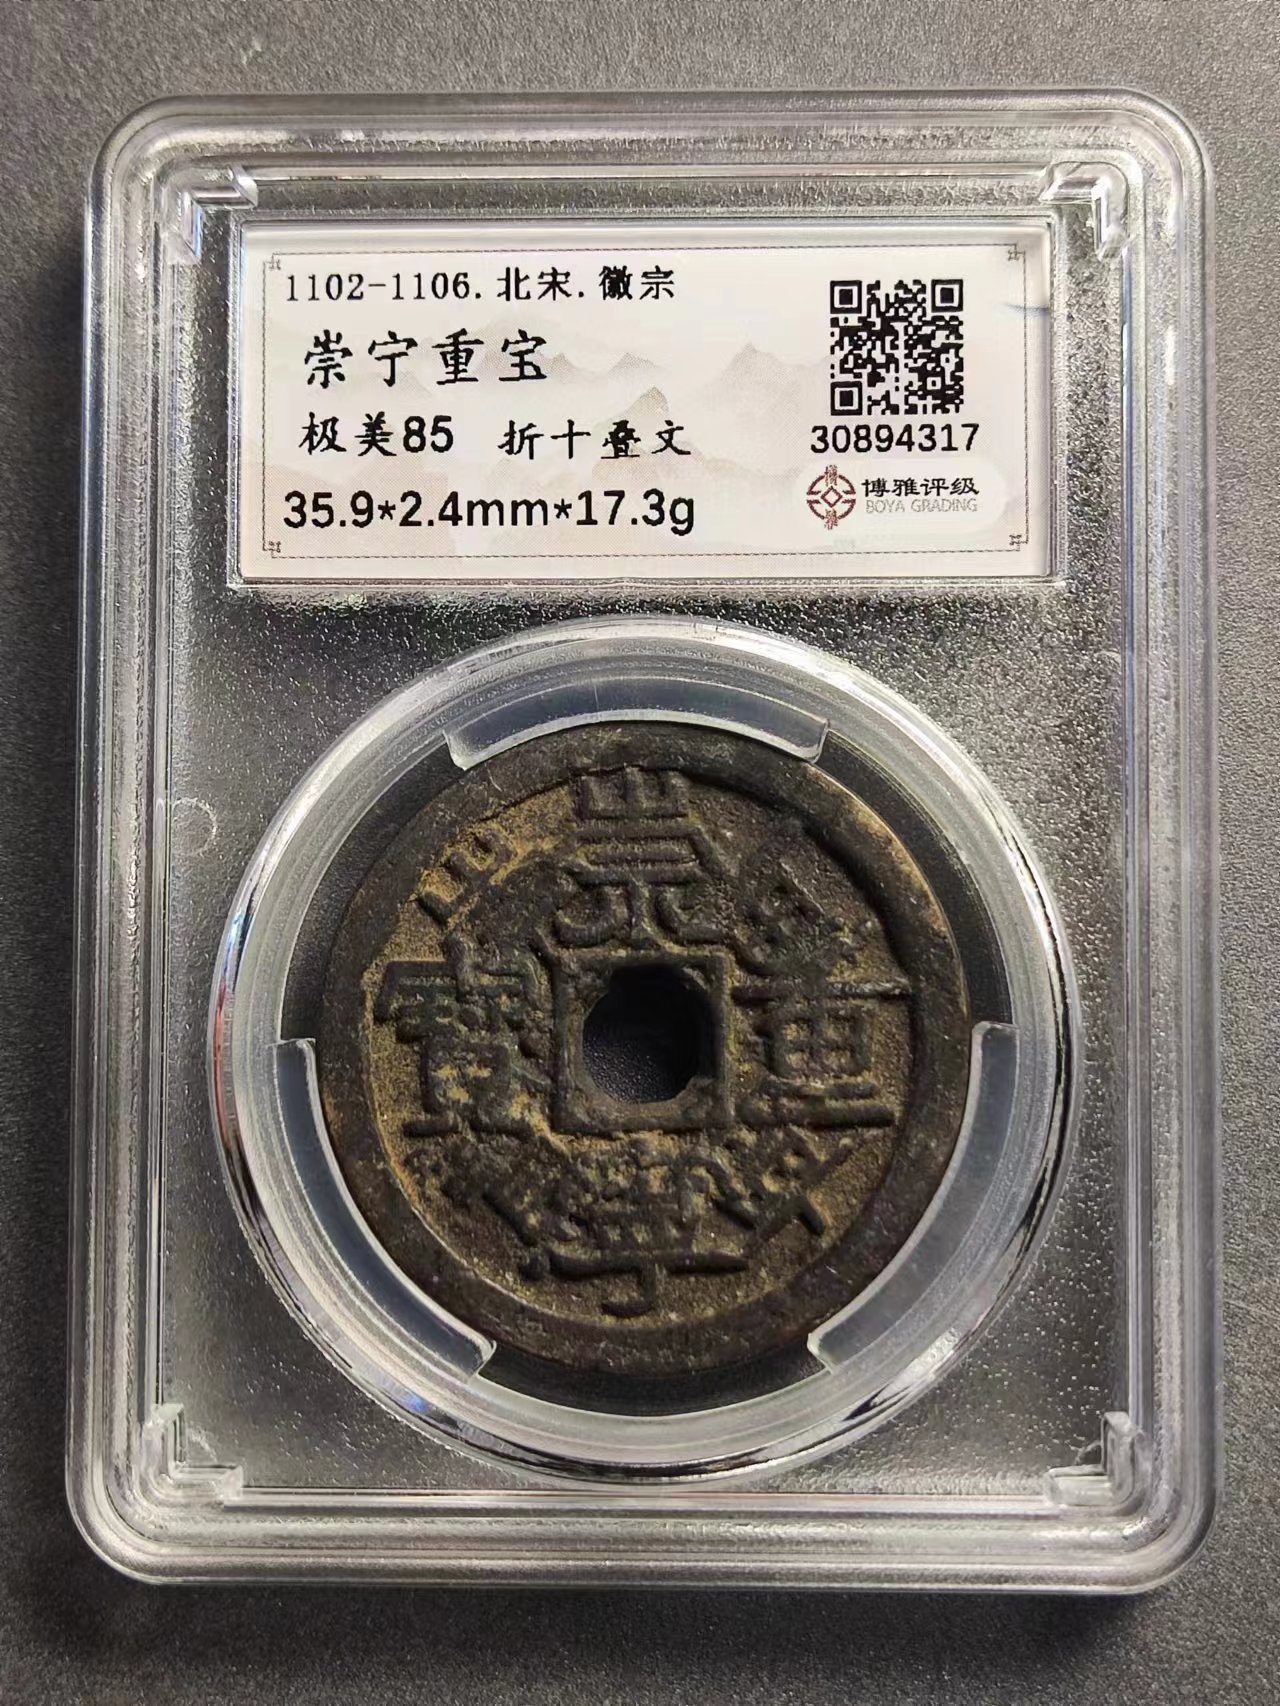 1102-1106.北宋.徽宗
崇宁重宝
极美85 折十叠文
35.9*2.4mm*17.3g
30894317
博雅评级
BOYA GRADING
崇
重
寶
寧